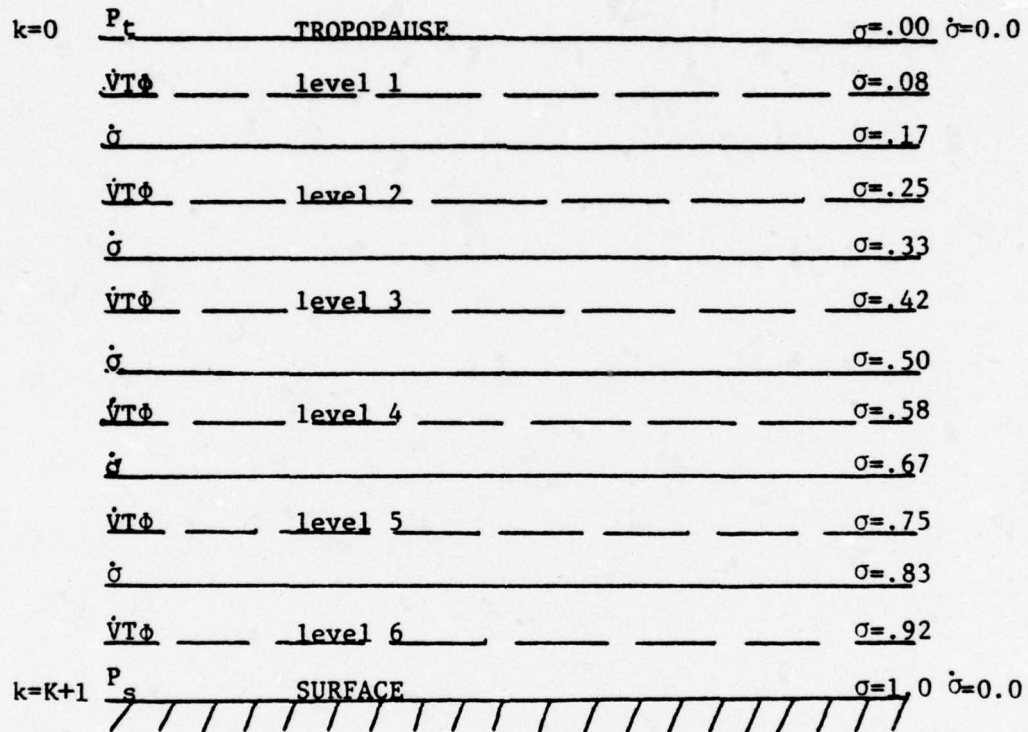 k=0 Pt TROPOPAUSE σ=.00 σ̇=0.0
V̇TΦ level 1 σ=.08
σ̇ σ=.17
V̇TΦ level 2 σ=.25
σ̇ σ=.33
V̇TΦ level 3 σ=.42
σ̇ σ=.50
V̇TΦ level 4 σ=.58
σ̇ σ=.67
V̇TΦ level 5 σ=.75
σ̇ σ=.83
V̇TΦ level 6 σ=.92
k=K+1 Ps SURFACE σ=1.0 σ̇=0.0